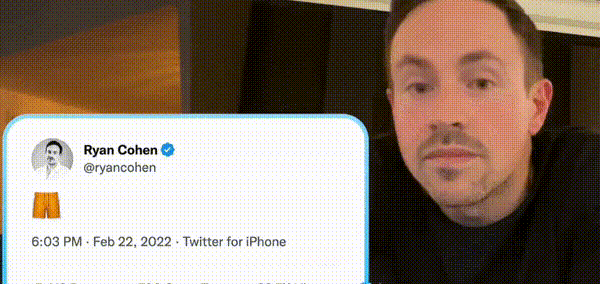 Ryan Cohen
@ryancohen
🩳
6:03 PM · Feb 22, 2022 · Twitter for iPhone